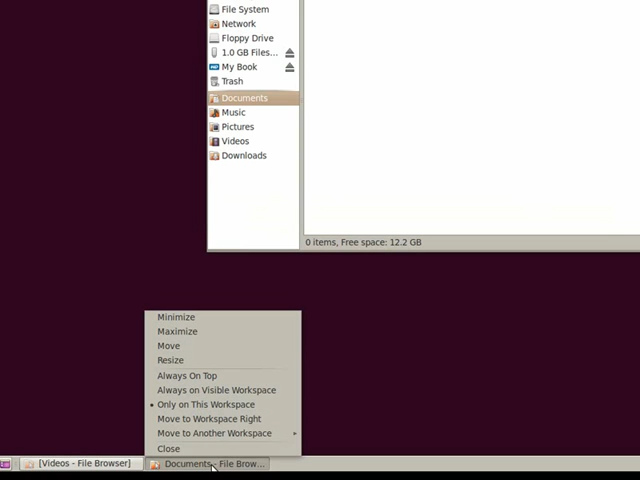 File System
Network
Floppy Drive
1.0 GB Files...
My Book
Trash
Documents
Music
Pictures
Videos
Downloads
0 items, Free space: 12.2 GB
Minimize
Maximize
Move
Resize
Always On Top
Always on Visible Workspace
Only on This Workspace
Move to Workspace Right
Move to Another Workspace
Close
[Videos - File Browser]
Documents - File Brow...